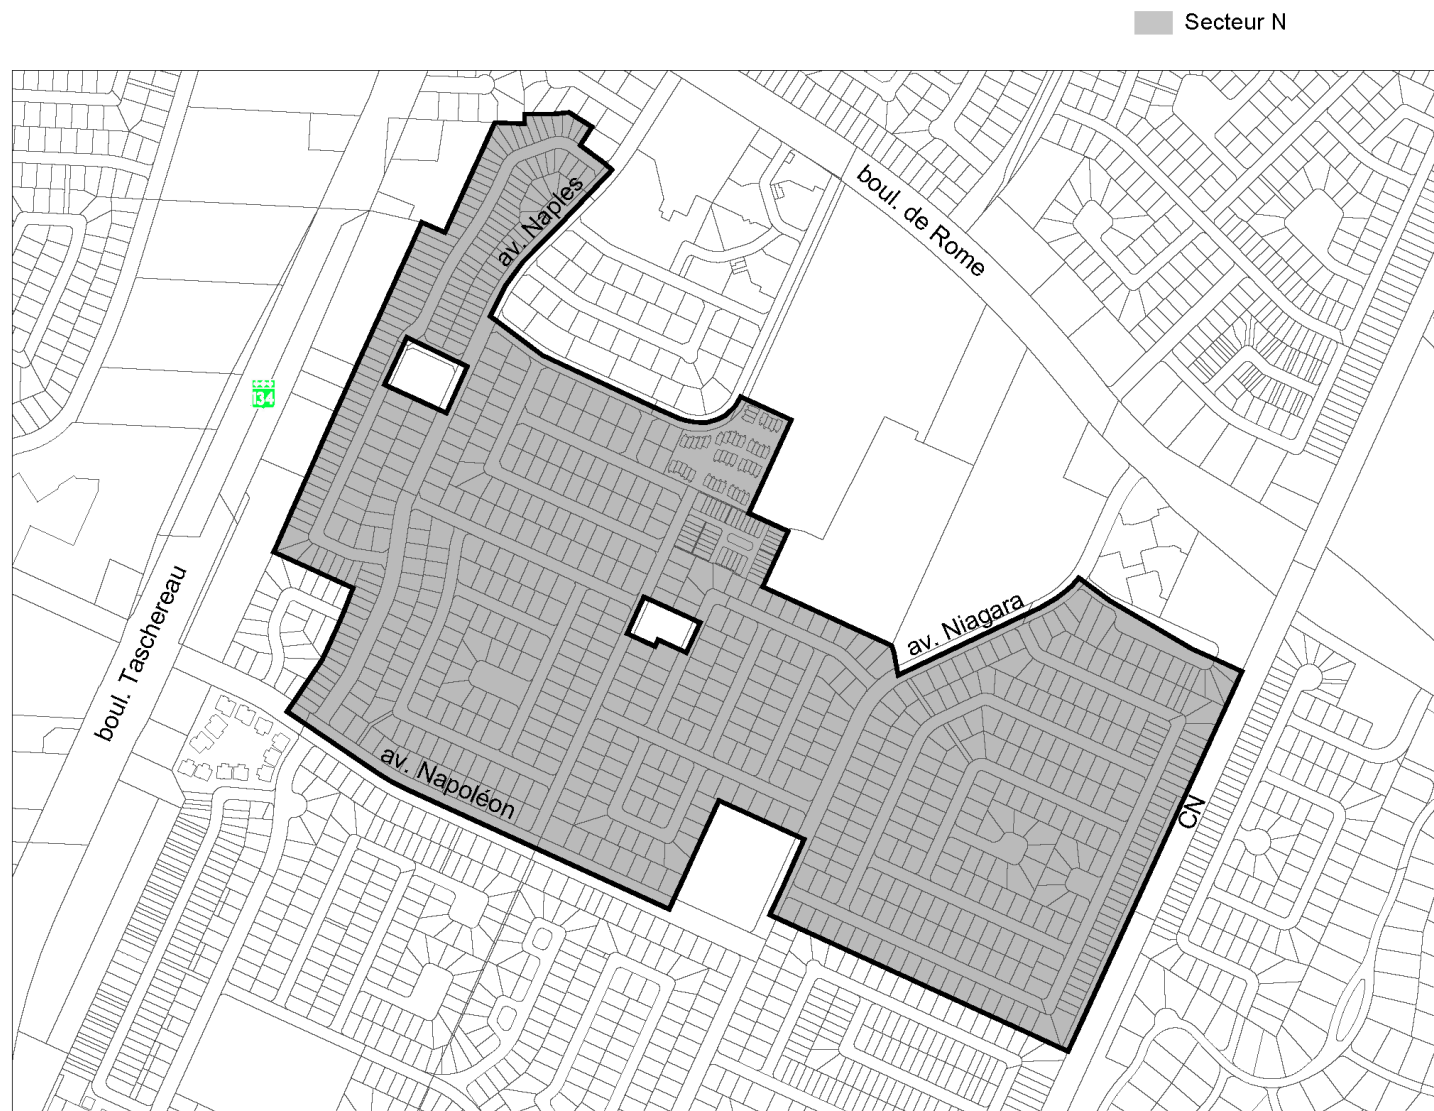 Secteur N
boul. de Rome
av. Naples
134
boul. Taschereau
av. Niagara
av. Napoléon
CN